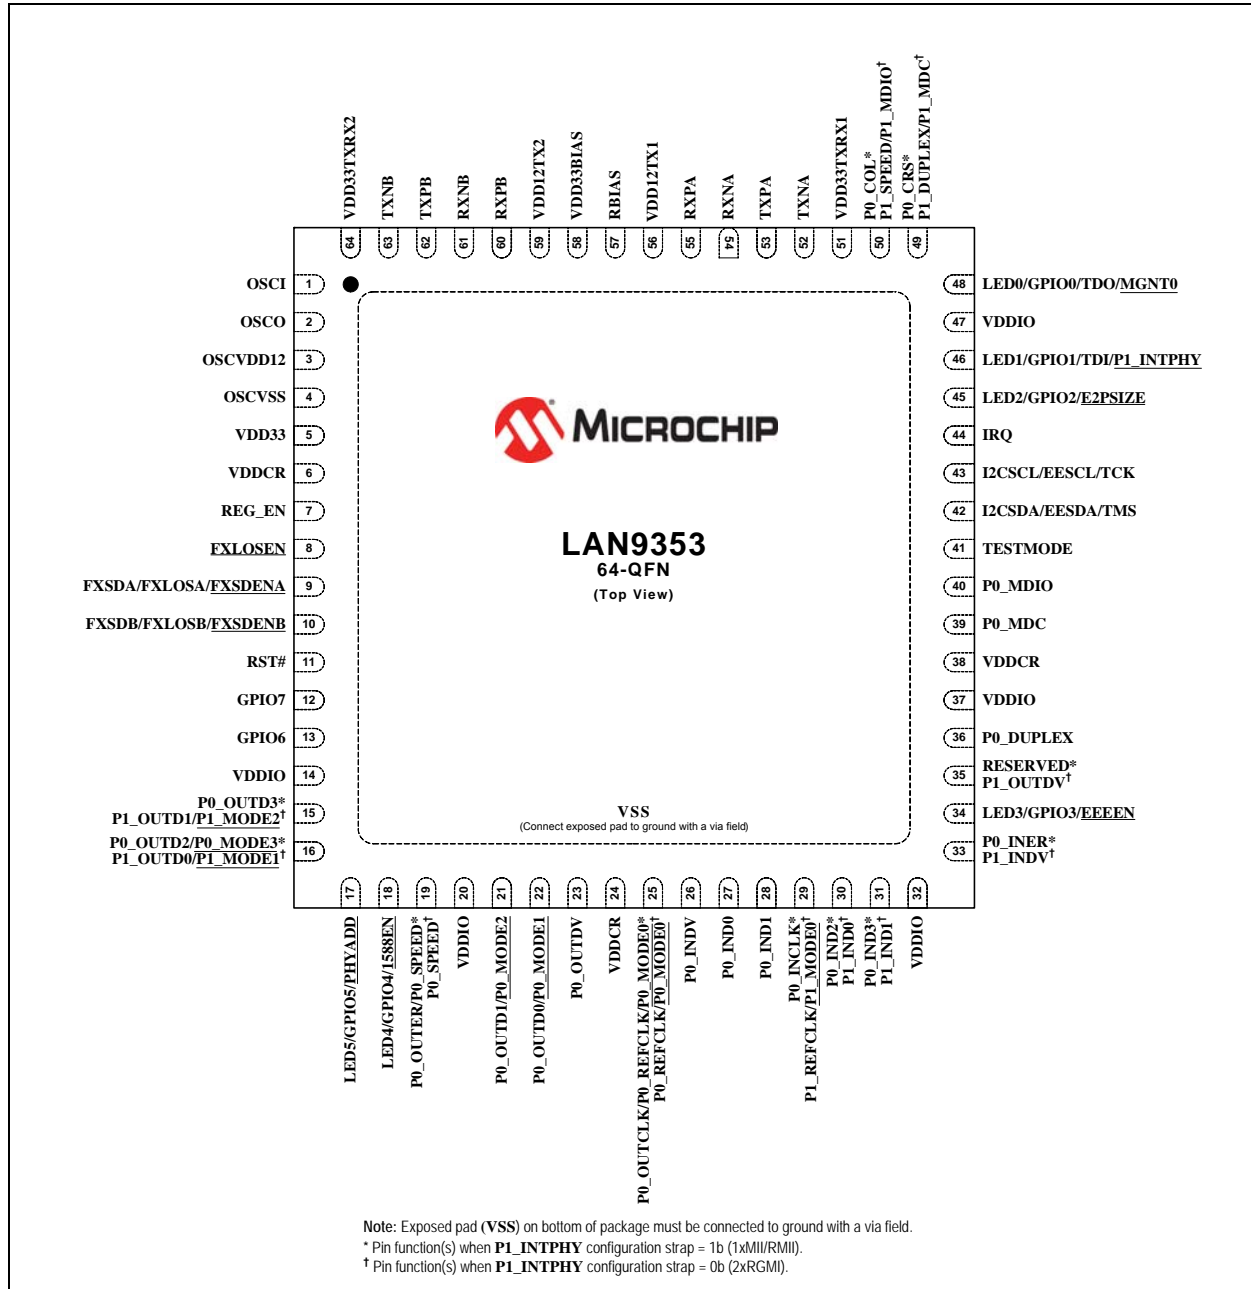 VDD33TXRX2
TXNB
TXPB
RXNB
RXPB
VDD12TX2
VDD33BIAS
RBIAS
VDD12TX1
RXPA
RXNA
TXPA
TXNA
VDD33TXRX1
P0_COL*
P1_SPEED/P1_MDIO†
P0_CRS*
P1_DUPLEX/P1_MDC†
64
63
62
61
60
59
58
57
56
55
54
53
52
51
50
49
OSCI 1
OSCO 2
OSCVDD12 3
OSCVSS 4
VDD33 5
VDDCR 6
REG_EN 7
FXLOSEN 8
FXSDA/FXLOSA/FXSDENA 9
FXSDB/FXLOSB/FXSDENB 10
RST# 11
GPIO7 12
GPIO6 13
VDDIO 14
P0_OUTD3*
P1_OUTD1/P1_MODE2† 15
P0_OUTD2/P0_MODE3*
P1_OUTD0/P1_MODE1† 16
MICROCHIP
LAN9353
64-QFN
(Top View)
VSS
(Connect exposed pad to ground with a via field)
48 LED0/GPIO0/TDO/MGNT0
47 VDDIO
46 LED1/GPIO1/TDI/P1_INTPHY
45 LED2/GPIO2/E2PSIZE
44 IRQ
43 I2CSCL/EESCL/TCK
42 I2CSDA/EESDA/TMS
41 TESTMODE
40 P0_MDIO
39 P0_MDC
38 VDDCR
37 VDDIO
36 P0_DUPLEX
35 RESERVED*
P1_OUTDV†
34 LED3/GPIO3/EEEEN
33 P0_INER*
P1_INDV†
17
18
19
20
21
22
23
24
25
26
27
28
29
30
31
32
LED5/GPIO5/PHYADD
LED4/GPIO4/1588EN
P0_OUTER/P0_SPEED*
P0_SPEED†
VDDIO
P0_OUTD1/P0_MODE2
P0_OUTD0/P0_MODE1
P0_OUTDV
VDDCR
P0_OUTCLK/P0_REFCLK/P0_MODE0*
P0_REFCLK/P0_MODE0†
P0_INDV
P0_IND0
P0_IND1
P0_INCLK*
P1_REFCLK/P1_MODE0†
P0_IND2*
P1_IND0†
P0_IND3*
P1_IND1†
VDDIO
Note: Exposed pad (VSS) on bottom of package must be connected to ground with a via field.
* Pin function(s) when P1_INTPHY configuration strap = 1b (1xMII/RMII).
† Pin function(s) when P1_INTPHY configuration strap = 0b (2xRGMI).